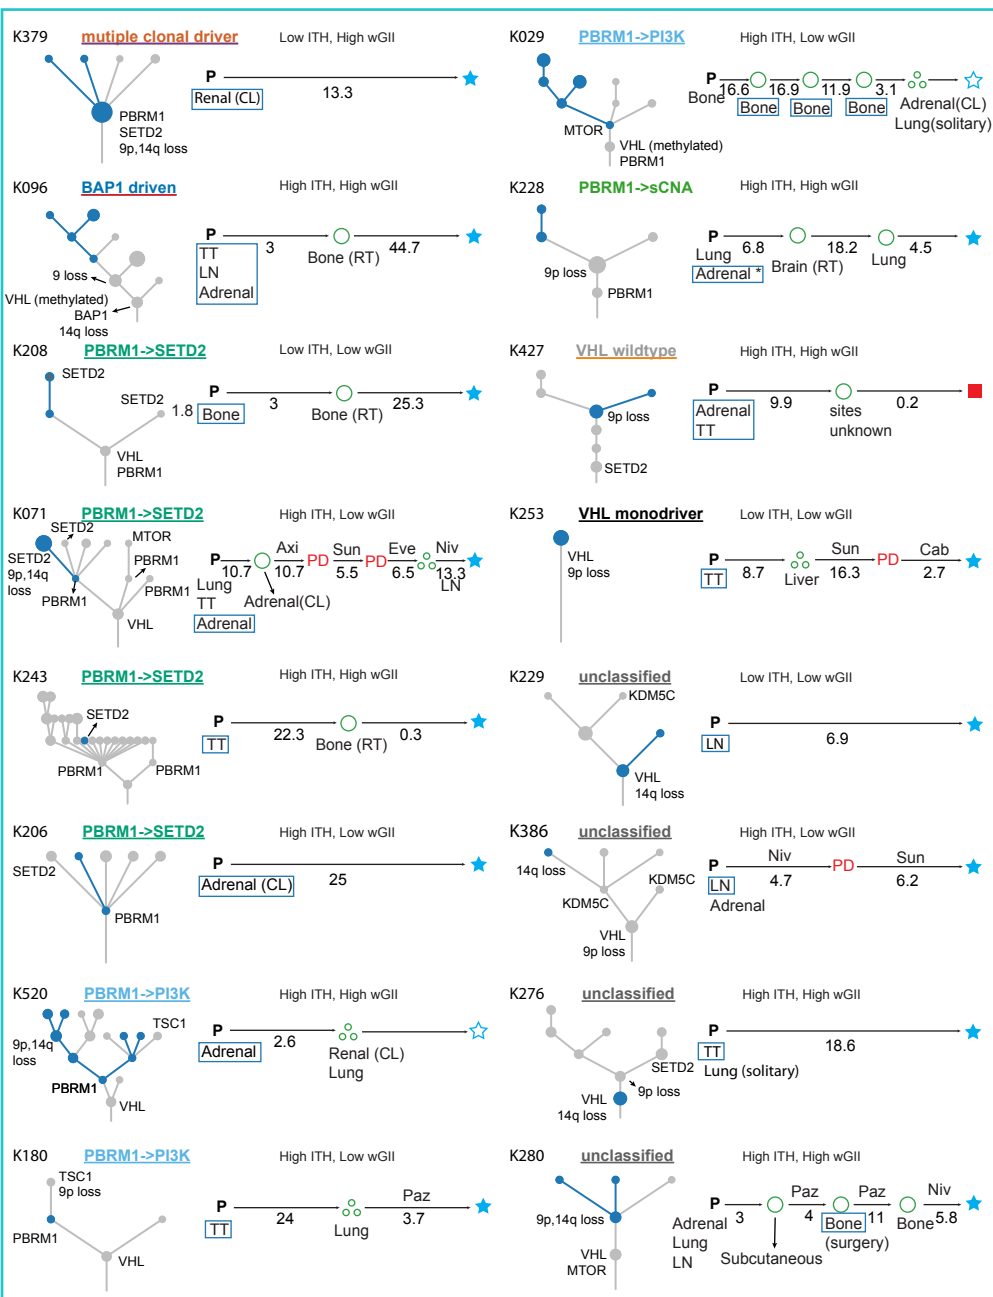 K379 mutiple clonal driver Low ITH, High wGII
PBRM1
SETD2
9p,14q loss
P
Renal (CL)
13.3
K029 PBRM1->PI3K High ITH, Low wGII
MTOR
VHL (methylated)
PBRM1
P
Bone
16.6 16.9 11.9 3.1
Bone Bone Bone
Adrenal(CL)
Lung(solitary)
K096 BAP1 driven High ITH, High wGII
9 loss
VHL (methylated)
BAP1
14q loss
P
TT
LN
Adrenal
3 44.7
Bone (RT)
K228 PBRM1->sCNA High ITH, Low wGII
9p loss
PBRM1
P
Lung
Adrenal *
6.8 18.2 4.5
Brain (RT)
Lung
K208 PBRM1->SETD2 Low ITH, Low wGII
SETD2
SETD2
1.8
VHL
PBRM1
P
Bone
3 25.3
Bone (RT)
K427 VHL wildtype High ITH, High wGII
9p loss
SETD2
P
Adrenal
TT
9.9 0.2
sites
unknown
K071 PBRM1->SETD2 High ITH, Low wGII
SETD2
SETD2
9p,14q
loss
MTOR
PBRM1
PBRM1
PBRM1
VHL
P
Axi Sun Eve Niv
PD PD
10.7 10.7 5.5 6.5 13.3
Lung
TT
Adrenal
Adrenal(CL)
LN
K253 VHL monodriver Low ITH, Low wGII
VHL
9p loss
P
TT
8.7
Liver
Sun
16.3
PD
Cab
2.7
K243 PBRM1->SETD2 High ITH, High wGII
SETD2
PBRM1
PBRM1
P
TT
22.3 0.3
Bone (RT)
K229 unclassified Low ITH, Low wGII
KDM5C
VHL
14q loss
P
LN
6.9
K206 PBRM1->SETD2 High ITH, Low wGII
SETD2
PBRM1
P
Adrenal (CL)
25
K386 unclassified High ITH, Low wGII
14q loss
KDM5C
KDM5C
VHL
9p loss
P
LN
Adrenal
Niv
4.7
PD
Sun
6.2
K520 PBRM1->PI3K High ITH, High wGII
9p,14q
loss
TSC1
PBRM1
VHL
P
Adrenal
2.6
Renal (CL)
Lung
K276 unclassified High ITH, High wGII
SETD2
9p loss
VHL
14q loss
P
TT
Lung (solitary)
18.6
K180 PBRM1->PI3K High ITH, Low wGII
TSC1
9p loss
PBRM1
VHL
P
TT
24
Lung
Paz
3.7
K280 unclassified High ITH, High wGII
9p,14q loss
VHL
MTOR
P
Adrenal
Lung
LN
Paz Paz Niv
3 4 11 5.8
Bone
(surgery)
Bone
Subcutaneous